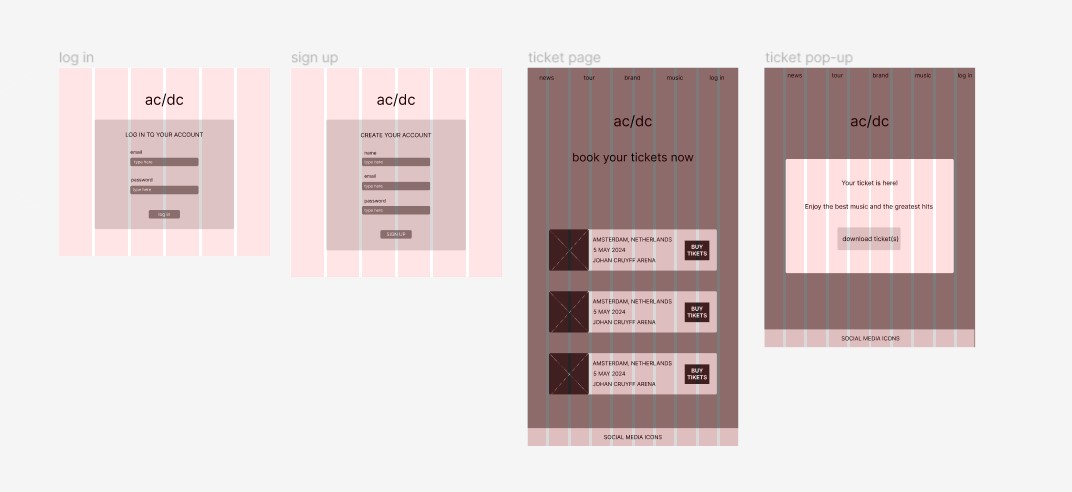 log in
ac/dc
LOG IN TO YOUR ACCOUNT
email
type here
password
type here
log in
sign up
ac/dc
CREATE YOUR ACCOUNT
name
type here
email
type here
password
type here
SIGN UP
ticket page
news tour brand music log in
ac/dc
book your tickets now
AMSTERDAM, NETHERLANDS
5 MAY 2024
JOHAN CRUYFF ARENA
BUY
TIKETS
AMSTERDAM, NETHERLANDS
5 MAY 2024
JOHAN CRUYFF ARENA
BUY
TIKETS
AMSTERDAM, NETHERLANDS
5 MAY 2024
JOHAN CRUYFF ARENA
BUY
TIKETS
SOCIAL MEDIA ICONS
ticket pop-up
news tour brand music log in
ac/dc
Your ticket is here!
Enjoy the best music and the greatest hits
download ticket(s)
SOCIAL MEDIA ICONS